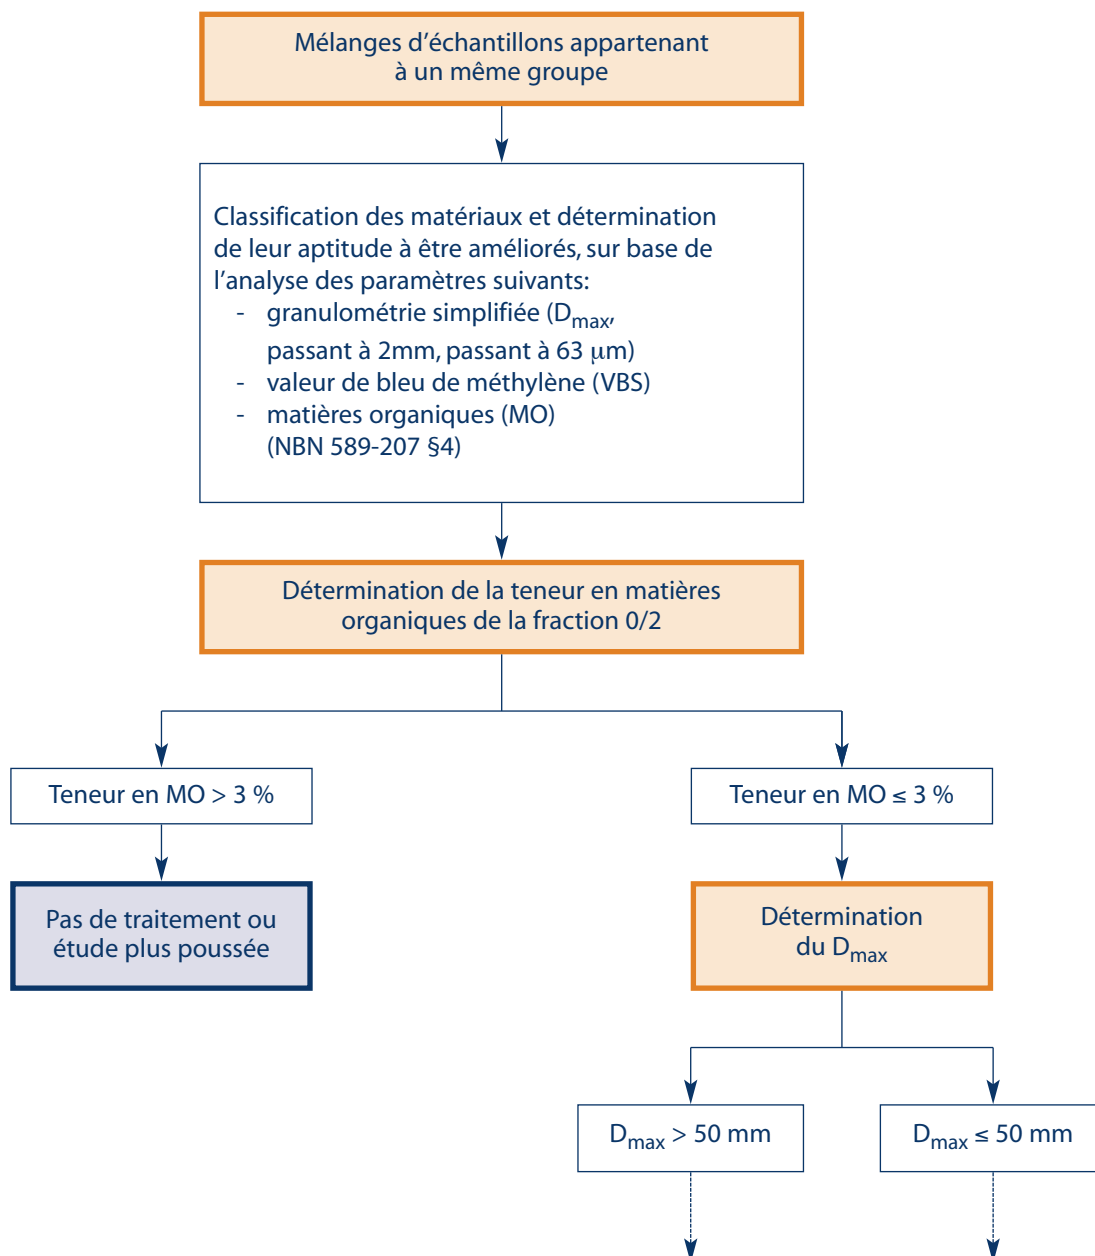 Mélanges d'échantillons appartenant
à un même groupe
Classification des matériaux et détermination
de leur aptitude à être améliorés, sur base de
l'analyse des paramètres suivants:
- granulométrie simplifiée (Dmax,
passant à 2mm, passant à 63 µm)
- valeur de bleu de méthylène (VBS)
- matières organiques (MO)
(NBN 589-207 §4)
Détermination de la teneur en matières
organiques de la fraction 0/2
Teneur en MO > 3 %
Teneur en MO ≤ 3 %
Pas de traitement ou
étude plus poussée
Détermination
du Dmax
Dmax > 50 mm
Dmax ≤ 50 mm